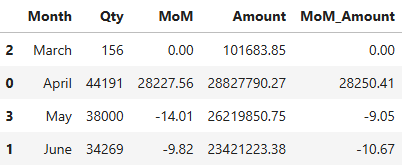 Month Qty MoM Amount MoM_Amount
2 March 156 0.00 101683.85 0.00
0 April 44191 28227.56 28827790.27 28250.41
3 May 38000 -14.01 26219850.75 -9.05
1 June 34269 -9.82 23421223.38 -10.67